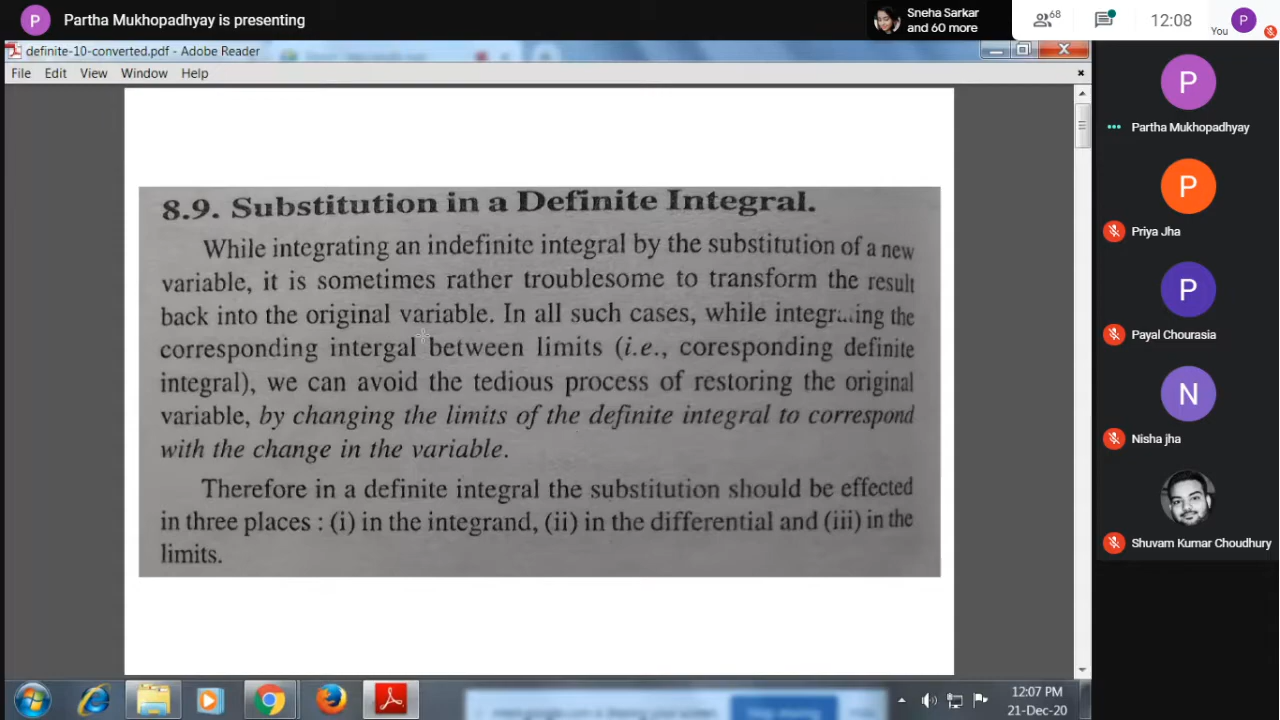 P Partha Mukhopadhyay is presenting
Sneha Sarkar
and 60 more
68
12:08
You
P
definite-10-converted.pdf - Adobe Reader
File Edit View Window Help
8.9. Substitution in a Definite Integral.
While integrating an indefinite integral by the substitution of a new
variable, it is sometimes rather troublesome to transform the result
back into the original variable. In all such cases, while integrating the
corresponding intergal between limits (i.e., coresponding definite
integral), we can avoid the tedious process of restoring the original
variable, by changing the limits of the definite integral to correspond
with the change in the variable.
Therefore in a definite integral the substitution should be effected
in three places : (i) in the integrand, (ii) in the differential and (iii) in the
limits.
P
Partha Mukhopadhyay
P
Priya Jha
P
Payal Chourasia
N
Nisha jha
Shuvam Kumar Choudhury
12:07 PM
21-Dec-20